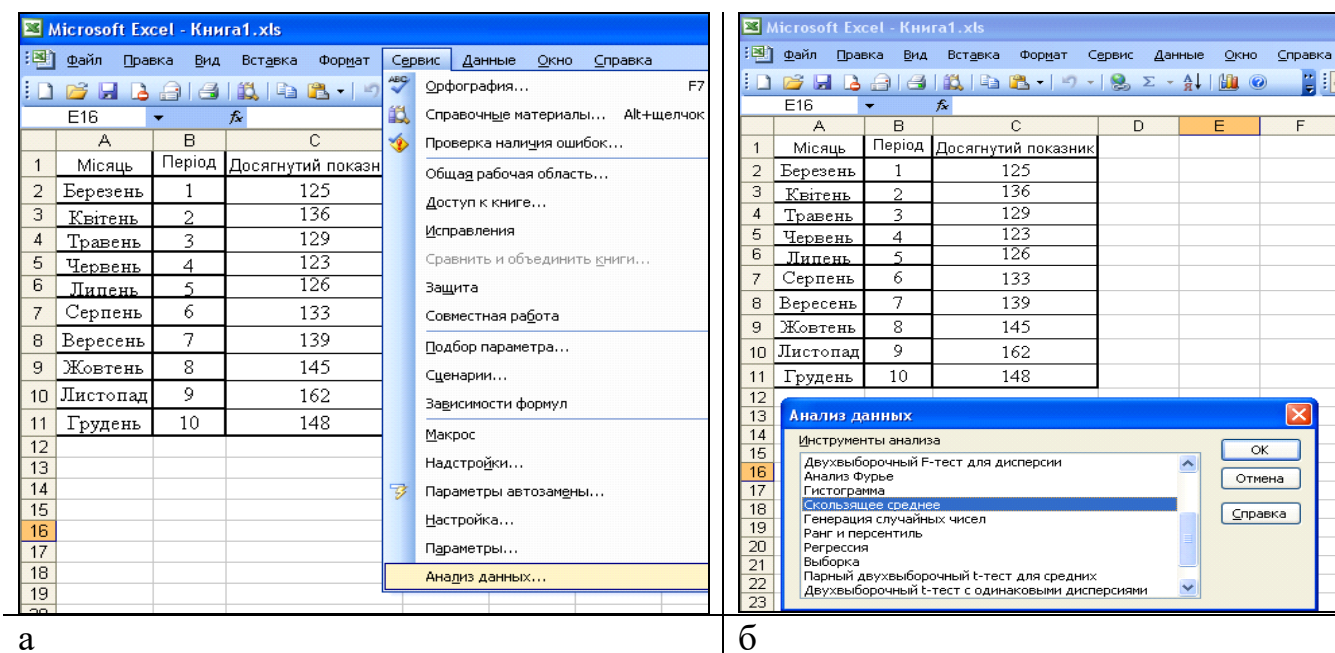 Microsoft Excel - Книга1.xls
Файл Правка Вид Вставка Формат Сервис Данные Окно Справка
E16 fx
A B C
1 Місяць Період Досягнутий показн
2 Березень 1 125
3 Квітень 2 136
4 Травень 3 129
5 Червень 4 123
6 Липень 5 126
7 Серпень 6 133
8 Вересень 7 139
9 Жовтень 8 145
10 Листопад 9 162
11 Грудень 10 148
12
13
14
15
16
17
18
19
Орфография... F7
Справочные материалы... Alt+щелчок
Проверка наличия ошибок...
Общая рабочая область...
Доступ к книге...
Исправления
Сравнить и объединить книги...
Защита
Совместная работа
Подбор параметра...
Сценарии...
Зависимости формул
Макрос
Надстройки...
Параметры автозамены...
Настройка...
Параметры...
Анализ данных...
а
Microsoft Excel - Книга1.xls
Файл Правка Вид Вставка Формат Сервис Данные Окно Справка
E16 fx
A B C D E F
1 Місяць Період Досягнутий показник
2 Березень 1 125
3 Квітень 2 136
4 Травень 3 129
5 Червень 4 123
6 Липень 5 126
7 Серпень 6 133
8 Вересень 7 139
9 Жовтень 8 145
10 Листопад 9 162
11 Грудень 10 148
12
13
14
15
16
17
18
19
20
21
22
23
Анализ данных
Инструменты анализа
Двухвыборочный F-тест для дисперсии
Анализ Фурье
Гистограмма
Скользящее среднее
Генерация случайных чисел
Ранг и персентиль
Регрессия
Выборка
Парный двухвыборочный t-тест для средних
Двухвыборочный t-тест с одинаковыми дисперсиями
ОК
Отмена
Справка
б